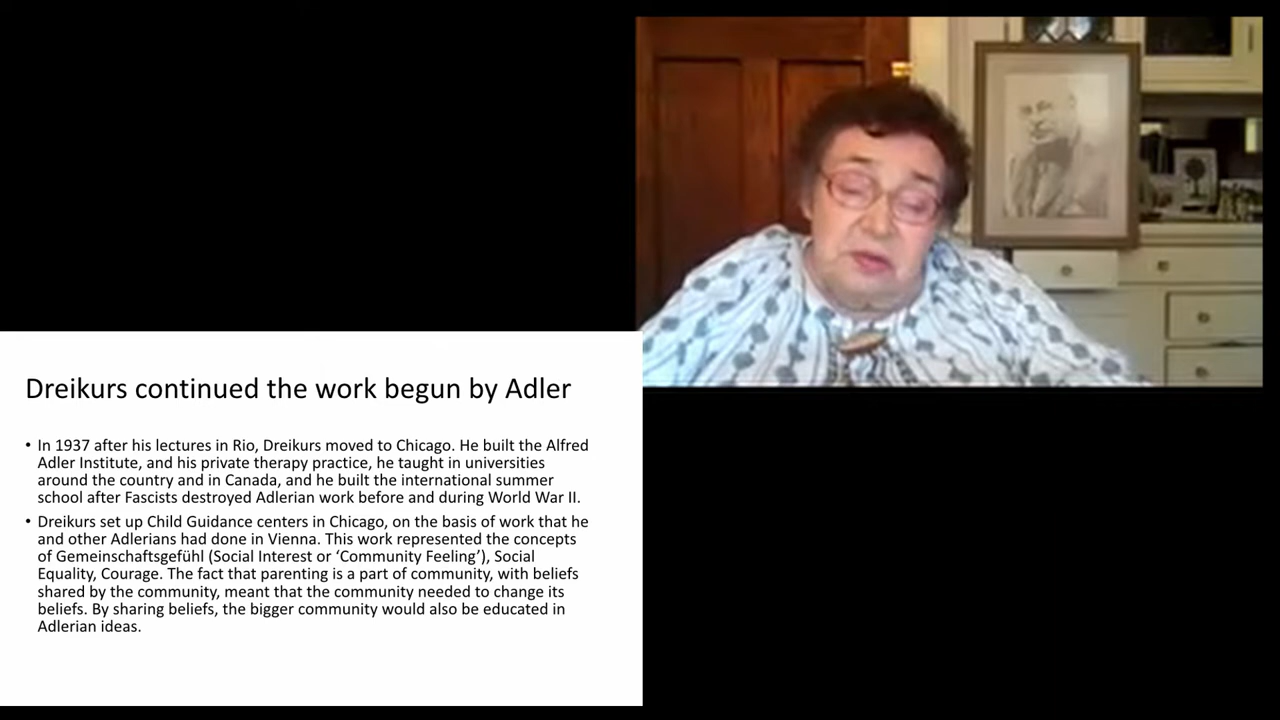 Dreikurs continued the work begun by Adler
• In 1937 after his lectures in Rio, Dreikurs moved to Chicago. He built the Alfred
Adler Institute, and his private therapy practice, he taught in universities
around the country and in Canada, and he built the international summer
school after Fascists destroyed Adlerian work before and during World War II.
• Dreikurs set up Child Guidance centers in Chicago, on the basis of work that he
and other Adlerians had done in Vienna. This work represented the concepts
of Gemeinschaftsgefühl (Social Interest or ‘Community Feeling’), Social
Equality, Courage. The fact that parenting is a part of community, with beliefs
shared by the community, meant that the community needed to change its
beliefs. By sharing beliefs, the bigger community would also be educated in
Adlerian ideas.